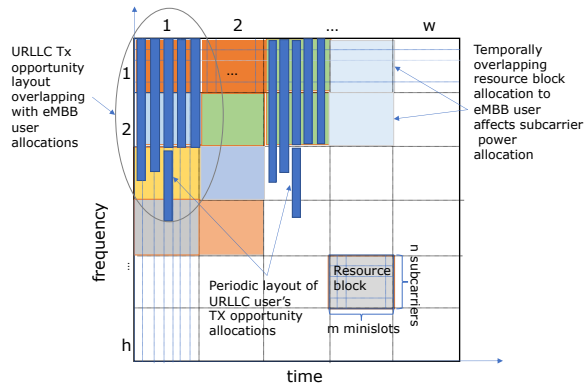 1 2 ... w
URLLC Tx
opportunity
layout
overlapping
with eMBB
user
allocations
1
2
...
h
frequency
...
Temporally
overlapping
resource block
allocation to
eMBB user
affects subcarrier
power
allocation
Periodic layout of
URLLC user's
TX opportunity
allocations
Resource
block
n subcarriers
m minislots
time